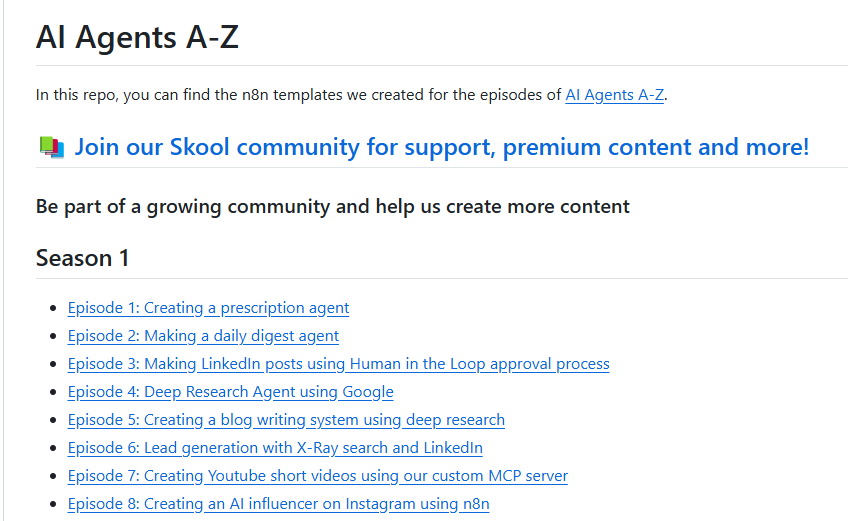 AI Agents A-Z
In this repo, you can find the n8n templates we created for the episodes of AI Agents A-Z.
📚 Join our Skool community for support, premium content and more!
Be part of a growing community and help us create more content
Season 1
• Episode 1: Creating a prescription agent
• Episode 2: Making a daily digest agent
• Episode 3: Making LinkedIn posts using Human in the Loop approval process
• Episode 4: Deep Research Agent using Google
• Episode 5: Creating a blog writing system using deep research
• Episode 6: Lead generation with X-Ray search and LinkedIn
• Episode 7: Creating Youtube short videos using our custom MCP server
• Episode 8: Creating an AI influencer on Instagram using n8n